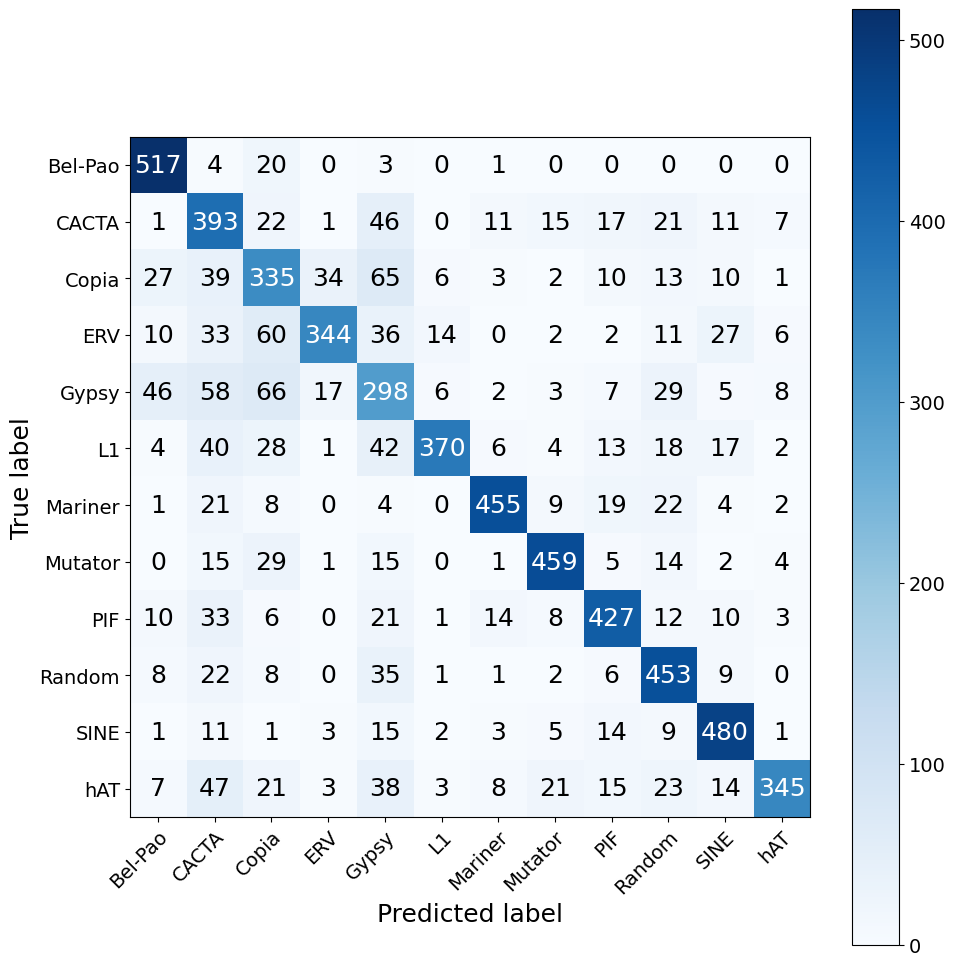 500
Bel-Pao 517 4 20 0 3 0 1 0 0 0 0 0
CACTA 1 393 22 1 46 0 11 15 17 21 11 7
400
Copia 27 39 335 34 65 6 3 2 10 13 10 1
ERV 10 33 60 344 36 14 0 2 2 11 27 6
Gypsy 46 58 66 17 298 6 2 3 7 29 5 8
300
L1 4 40 28 1 42 370 6 4 13 18 17 2
True label
Mariner 1 21 8 0 4 0 455 9 19 22 4 2
Mutator 0 15 29 1 15 0 1 459 5 14 2 4
200
PIF 10 33 6 0 21 1 14 8 427 12 10 3
Random 8 22 8 0 35 1 1 2 6 453 9 0
SINE 1 11 1 3 15 2 3 5 14 9 480 1
100
hAT 7 47 21 3 38 3 8 21 15 23 14 345
Bel-Pao CACTA Copia ERV Gypsy L1 Mariner Mutator PIF Random SINE hAT
Predicted label
0